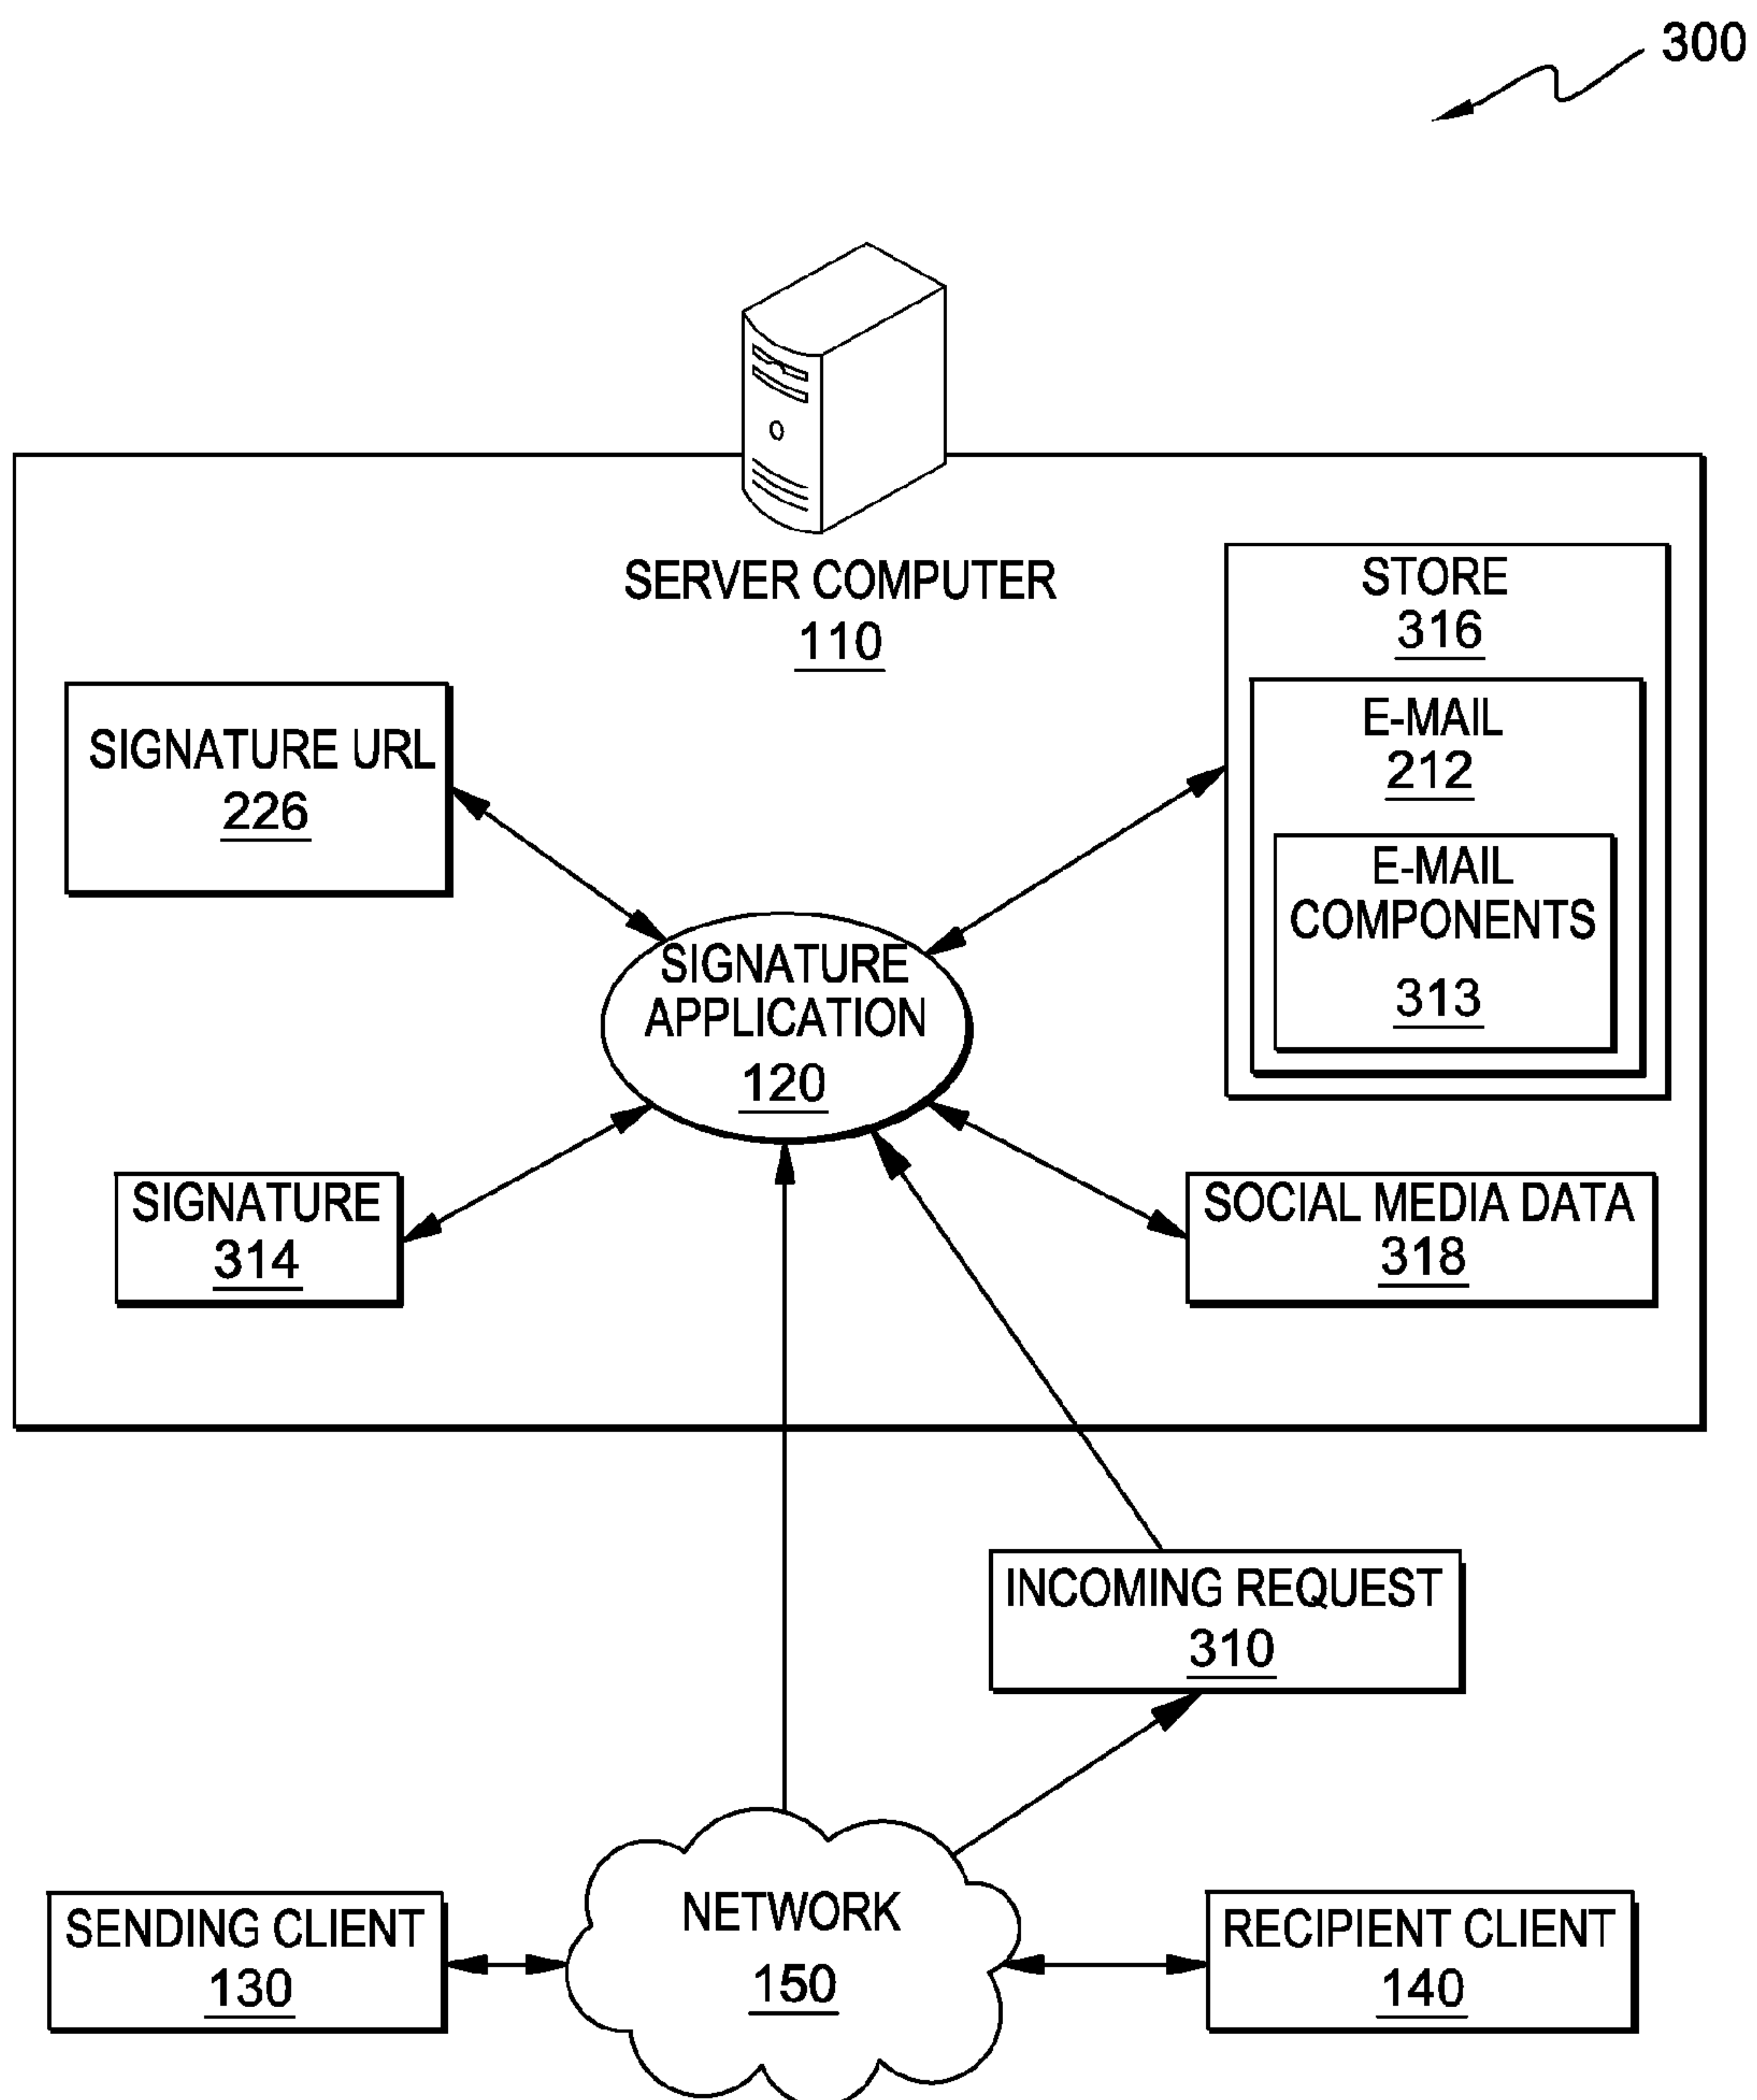 300
SERVER COMPUTER
110
STORE
316
E-MAIL
212
E-MAIL
COMPONENTS
313
SIGNATURE URL
226
SIGNATURE
APPLICATION
120
SIGNATURE
314
SOCIAL MEDIA DATA
318
INCOMING REQUEST
310
SENDING CLIENT
130
NETWORK
150
RECIPIENT CLIENT
140